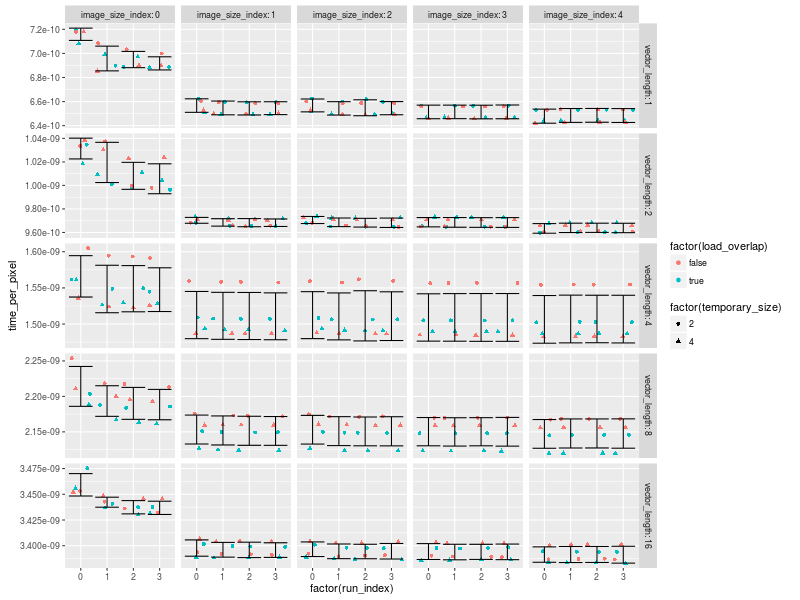 image_size_index: 0 image_size_index: 1 image_size_index: 2 image_size_index: 3 image_size_index: 4
7.2e-10
7.0e-10
6.8e-10
6.6e-10
6.4e-10
vector_length: 1
1.04e-09
1.02e-09
1.00e-09
9.80e-10
9.60e-10
vector_length: 2
1.60e-09
1.55e-09
1.50e-09
vector_length: 4
2.25e-09
2.20e-09
2.15e-09
vector_length: 8
3.475e-09
3.450e-09
3.425e-09
3.400e-09
vector_length: 16
time_per_pixel
0 1 2 3 0 1 2 3 0 1 2 3 0 1 2 3 0 1 2 3
factor(run_index)
factor(load_overlap)
false
true
factor(temporary_size)
2
4